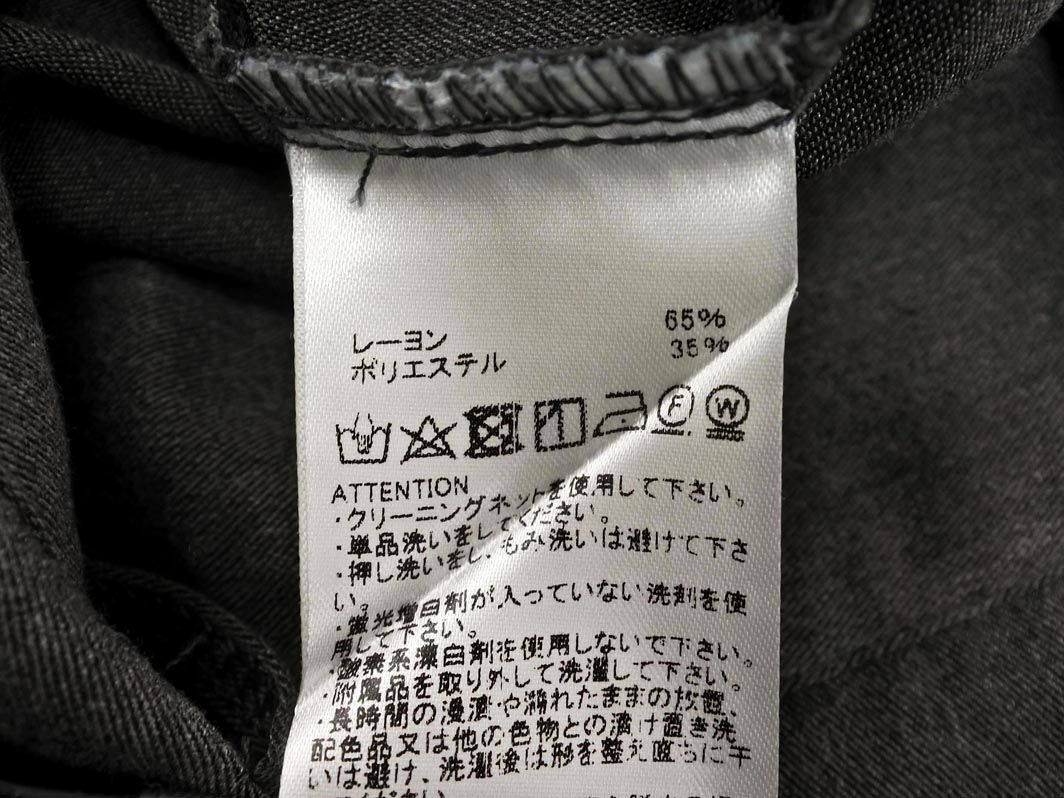 レーヨン 65%
ポリエステル 35%
F W
ATTENTION
・クリーニングネットを使用して下さい。
・単品洗いをしてください。
・押し洗いをし、もみ洗いは避けて下さ
い。
・蛍光増白剤が入っていない洗剤を使
用して下さい。
・酸素系漂白剤を使用しないで下さい。
・附属品を取り外して洗濯して下さい。
・長時間の浸漬や濡れたままの放置、
配色品又は他の色物との漬け置き洗
いは避け、洗濯後は形を整え直ちに干
してください。